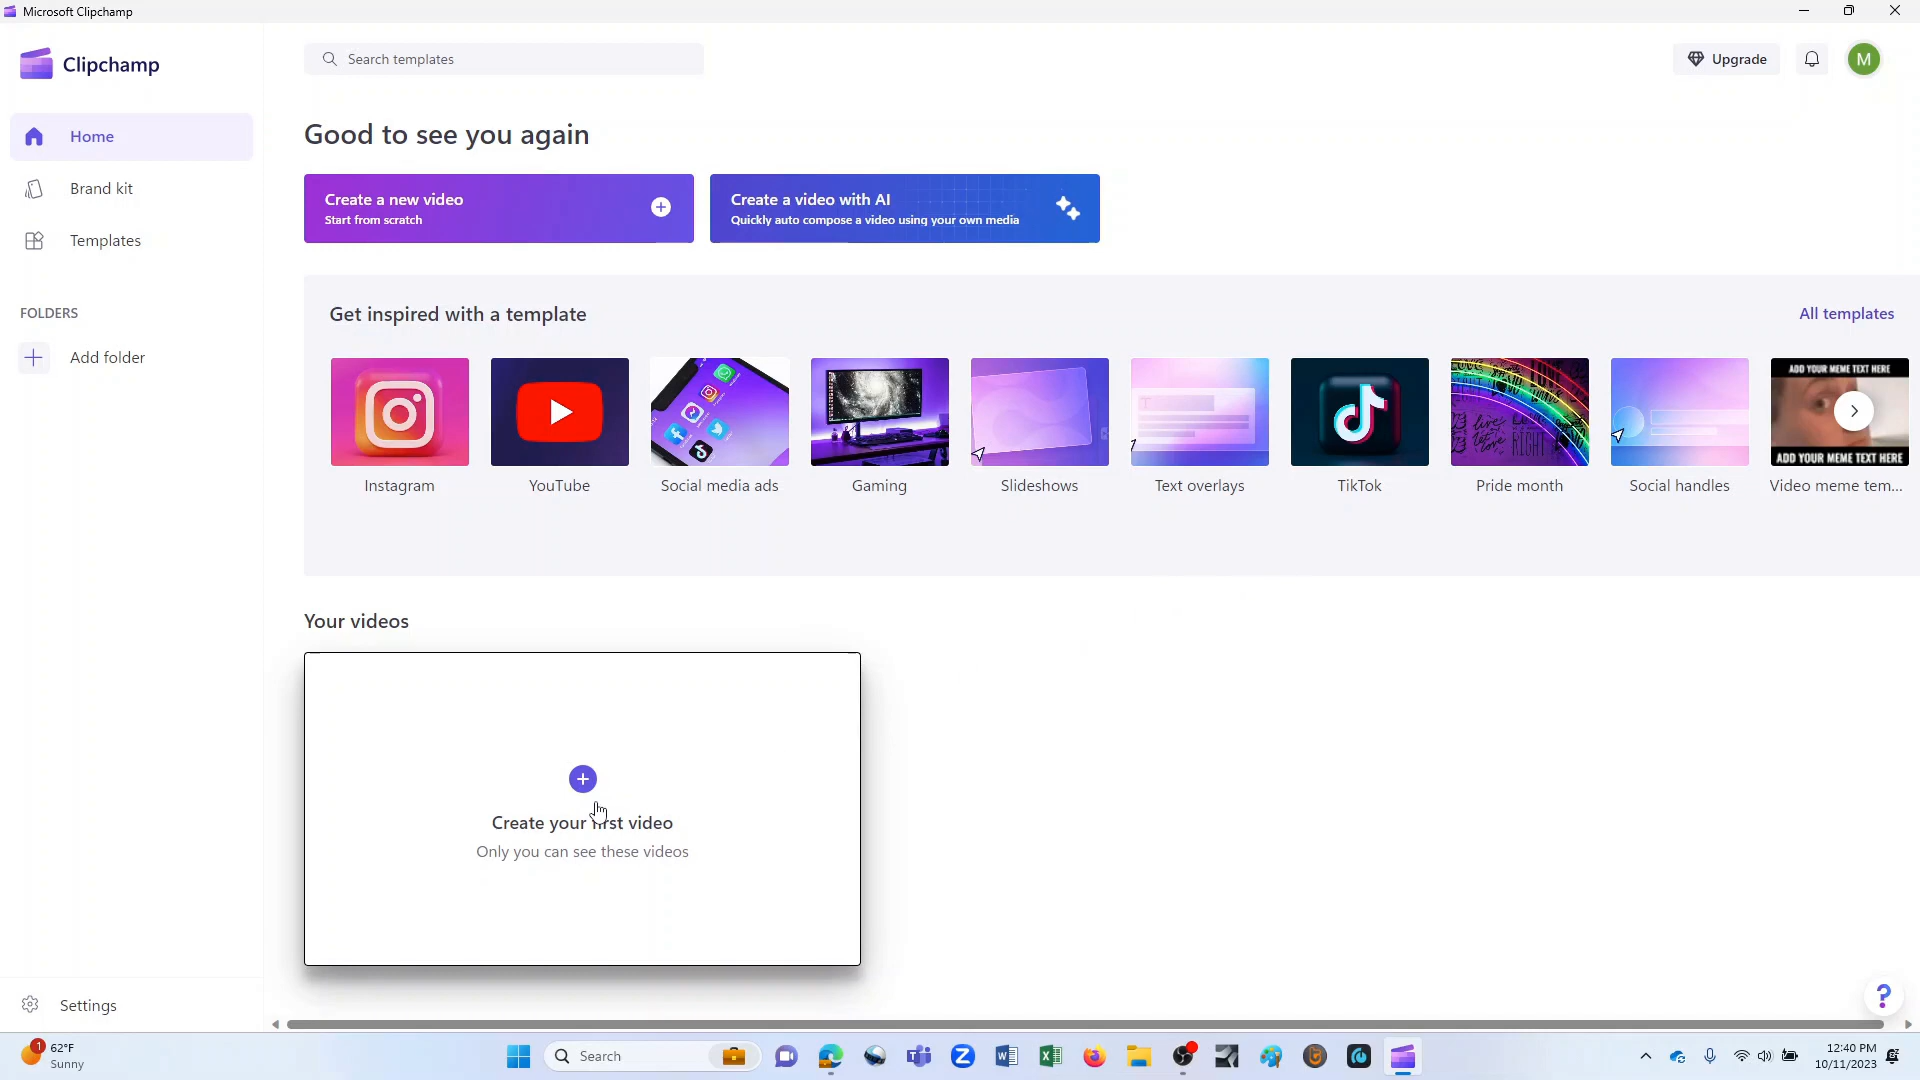 Microsoft Clipchamp
Clipchamp
Search templates
Upgrade
M
Home
Brand kit
Templates
FOLDERS
Add folder
Settings
Good to see you again
Create a new video
Start from scratch
Create a video with AI
Quickly auto compose a video using your own media
Get inspired with a template
All templates
ADD YOUR MEME TEXT HERE
ADD YOUR MEME TEXT HERE
Instagram
YouTube
Social media ads
Gaming
Slideshows
Text overlays
TikTok
Pride month
Social handles
Video meme tem...
Your videos
Create your first video
Only you can see these videos
?
1
62°F
Sunny
Search
12:40 PM
10/11/2023